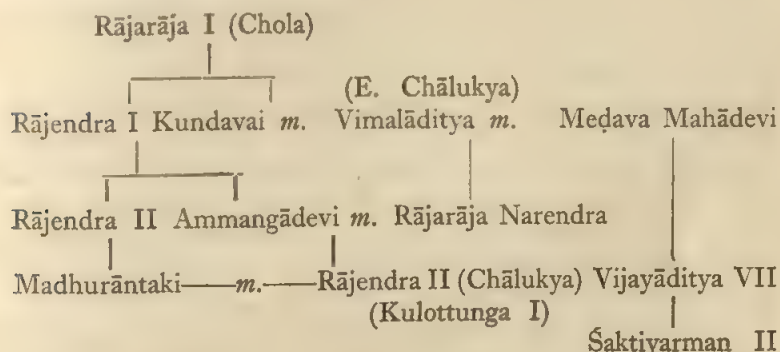 Rājarāja I (Chola)
(E. Chālukya)
Rājendra I Kundavai m. Vimalāditya m. Meḍava Mahādevi
Rājendra II Ammangādevi m. Rājarāja Narendra
Madhurāntaki——m.——Rājendra II (Chālukya) Vijayāditya VII
(Kulottunga I)
Śaktivarman II